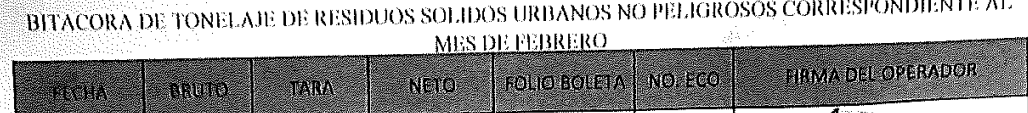 BITACORA DE TONELAJE DE RESIDUOS SOLIDOS URBANOS NO PELIGROSOS CORRESPONDIENTE AL
MES DE FEBRERO
FECHA BRUTO TARA NETO FOLIO BOLETA NO. ECO FIRMA DEL OPERADOR